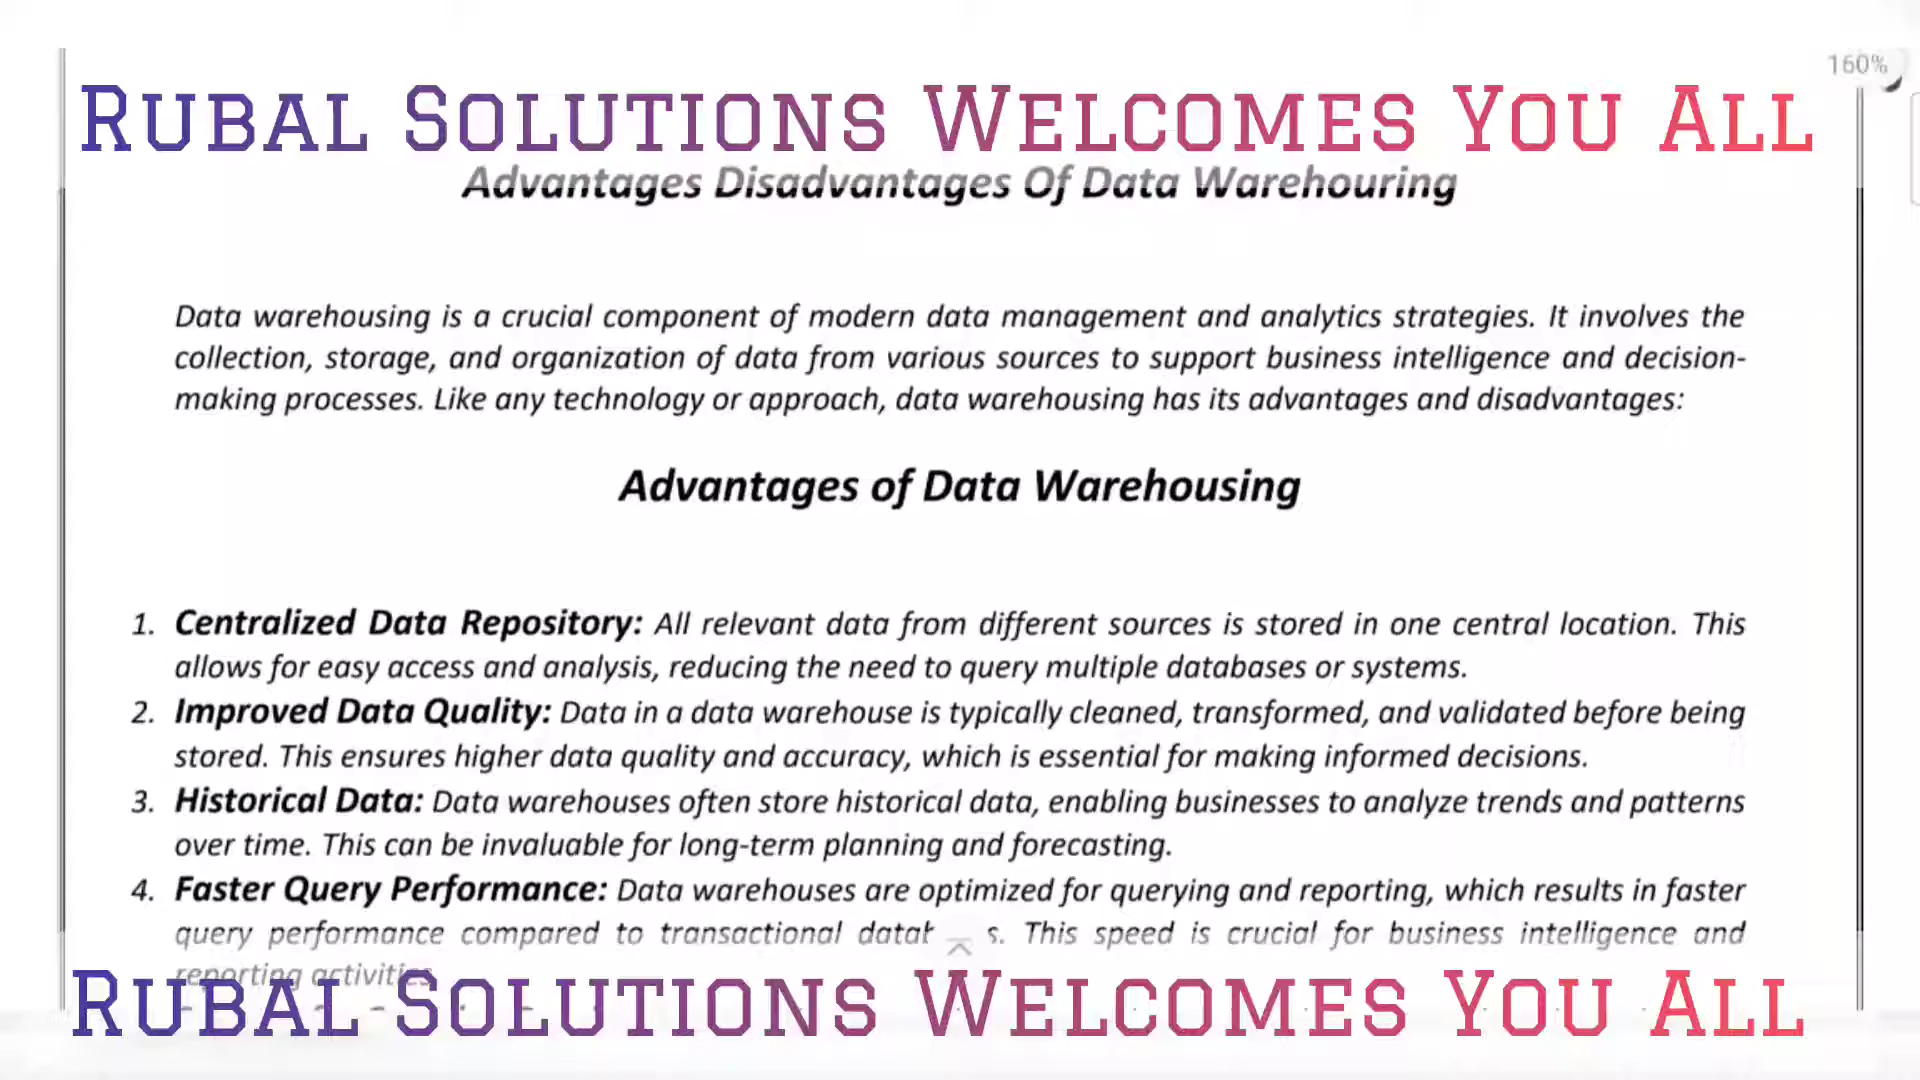 160%
RUBAL SOLUTIONS WELCOMES YOU ALL
Advantages Disadvantages Of Data Warehouring
Data warehousing is a crucial component of modern data management and analytics strategies. It involves the
collection, storage, and organization of data from various sources to support business intelligence and decision-
making processes. Like any technology or approach, data warehousing has its advantages and disadvantages:
Advantages of Data Warehousing
1. Centralized Data Repository: All relevant data from different sources is stored in one central location. This
allows for easy access and analysis, reducing the need to query multiple databases or systems.
2. Improved Data Quality: Data in a data warehouse is typically cleaned, transformed, and validated before being
stored. This ensures higher data quality and accuracy, which is essential for making informed decisions.
3. Historical Data: Data warehouses often store historical data, enabling businesses to analyze trends and patterns
over time. This can be invaluable for long-term planning and forecasting.
4. Faster Query Performance: Data warehouses are optimized for querying and reporting, which results in faster
query performance compared to transactional This speed is crucial for business intelligence and
reporting
RUBAL SOLUTIONS WELCOMES YOU ALL